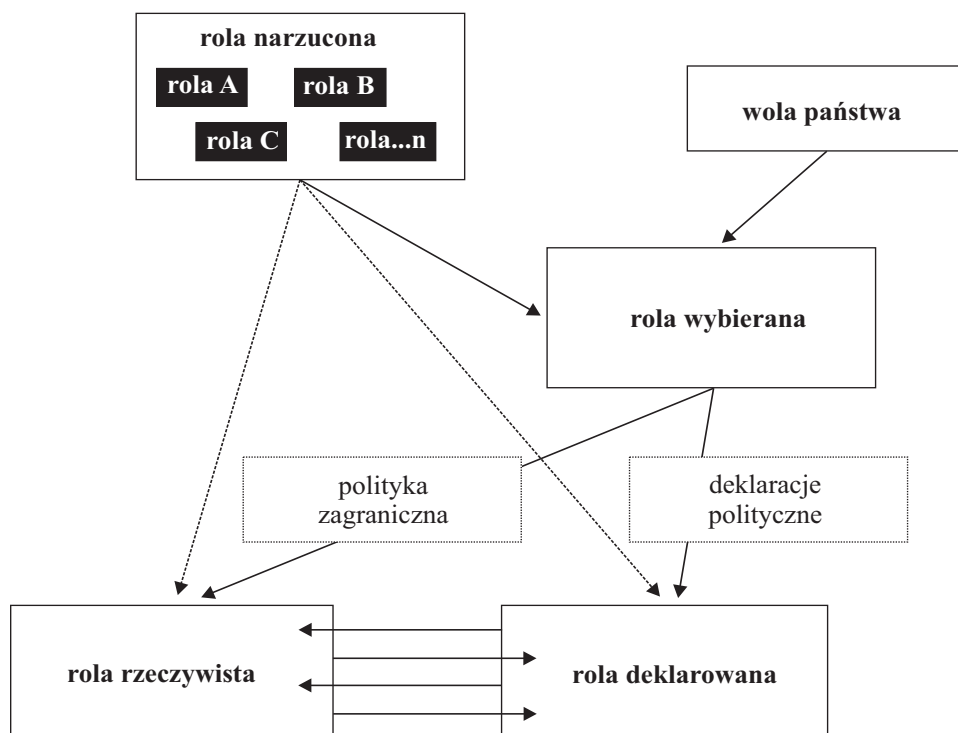 rola narzucona
rola A
rola B
rola C
rola...n
wola państwa
rola wybierana
polityka
zagraniczna
deklaracje
polityczne
rola rzeczywista
rola deklarowana